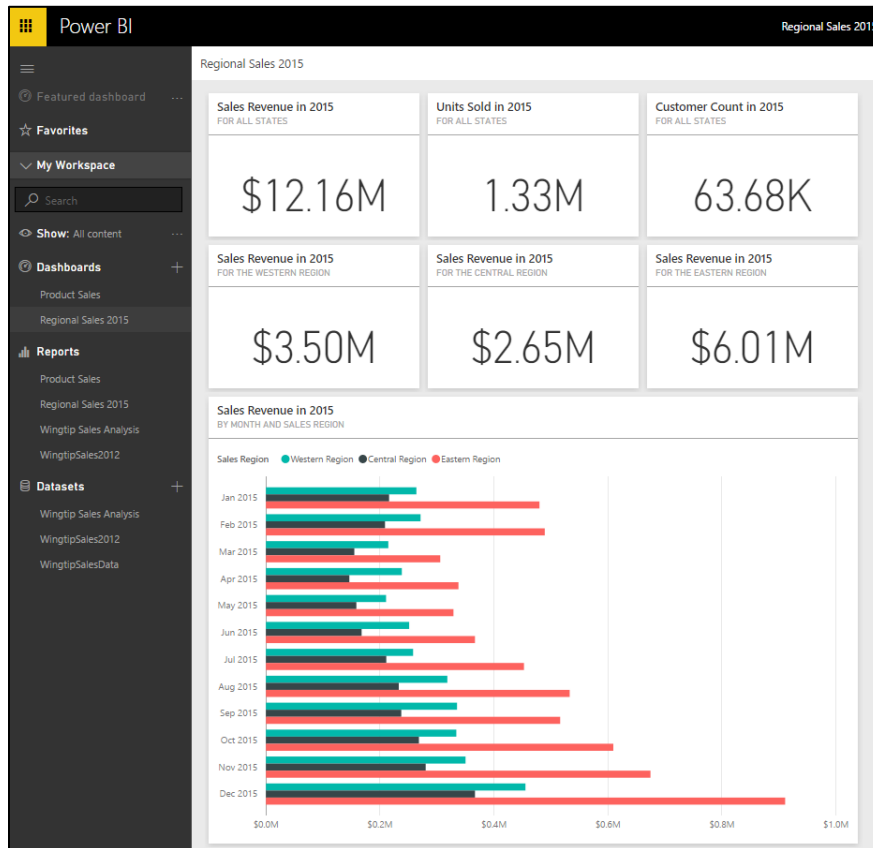 Power BI
Regional Sales 2015
Featured dashboard ...
Favorites
My Workspace
Search
Show: All content ...
Dashboards
Product Sales
Regional Sales 2015
Reports
Product Sales
Regional Sales 2015
Wingtip Sales Analysis
WingtipSales2012
Datasets
Wingtip Sales Analysis
WingtipSales2012
WingtipSalesData
Regional Sales 2015
Sales Revenue in 2015
FOR ALL STATES
$12.16M
Units Sold in 2015
FOR ALL STATES
1.33M
Customer Count in 2015
FOR ALL STATES
63.68K
Sales Revenue in 2015
FOR THE WESTERN REGION
$3.50M
Sales Revenue in 2015
FOR THE CENTRAL REGION
$2.65M
Sales Revenue in 2015
FOR THE EASTERN REGION
$6.01M
Sales Revenue in 2015
BY MONTH AND SALES REGION
Sales Region Western Region Central Region Eastern Region
Jan 2015
Feb 2015
Mar 2015
Apr 2015
May 2015
Jun 2015
Jul 2015
Aug 2015
Sep 2015
Oct 2015
Nov 2015
Dec 2015
$0.0M $0.2M $0.4M $0.6M $0.8M $1.0M